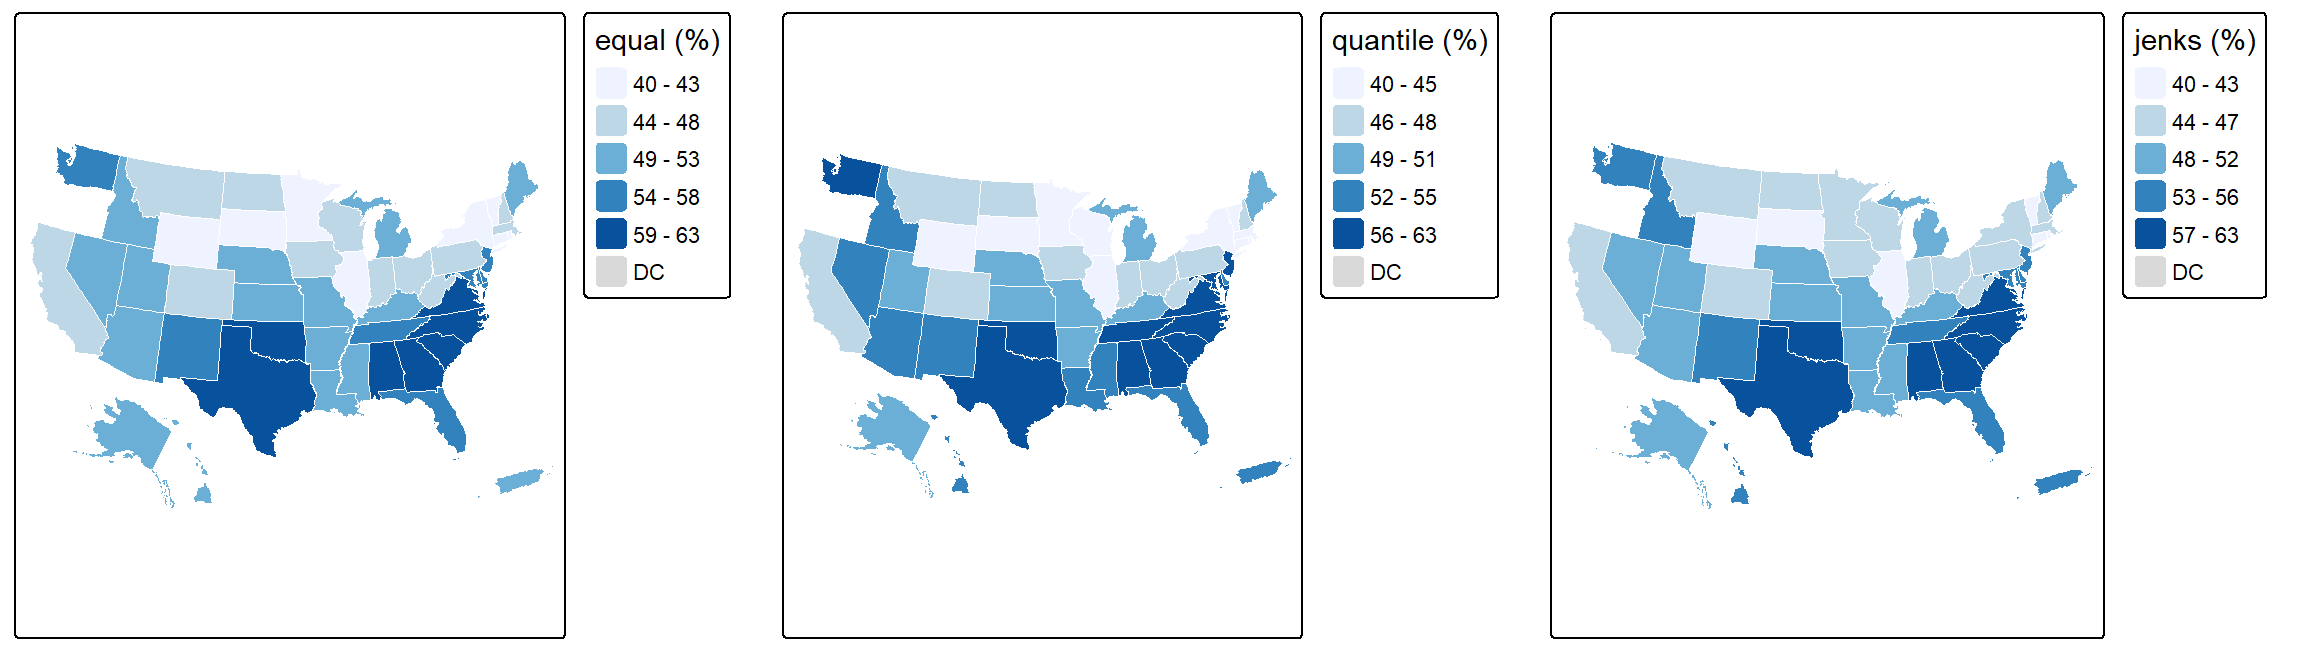 equal (%)
40 - 43
44 - 48
49 - 53
54 - 58
59 - 63
DC
quantile (%)
40 - 45
46 - 48
49 - 51
52 - 55
56 - 63
DC
jenks (%)
40 - 43
44 - 47
48 - 52
53 - 56
57 - 63
DC